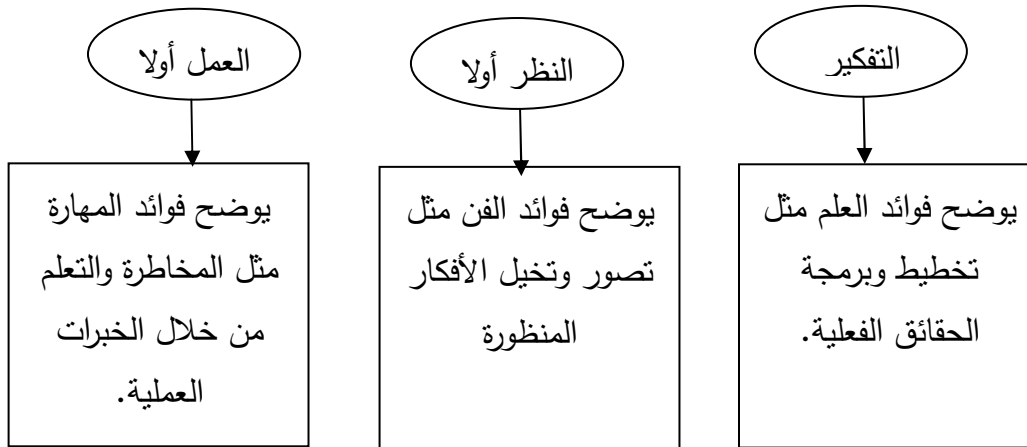 التفكير
يوضح فوائد العلم مثل
تخطيط وبرمجة
الحقائق الفعلية.
النظر أولا
يوضح فوائد الفن مثل
تصور وتخيل الأفكار
المنظورة
العمل أولا
يوضح فوائد المهارة
مثل المخاطرة والتعلم
من خلال الخبرات
العملية.